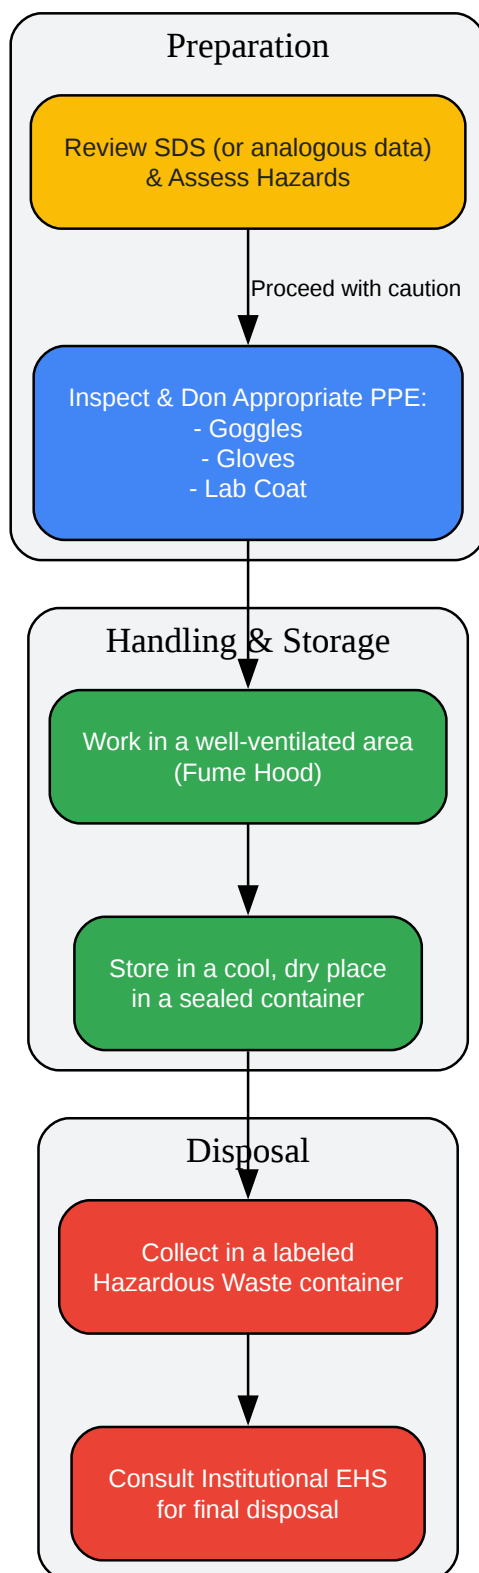 Preparation
Review SDS (or analogous data)
& Assess Hazards
Proceed with caution
Inspect & Don Appropriate PPE:
- Goggles
- Gloves
- Lab Coat
Handling & Storage
Work in a well-ventilated area
(Fume Hood)
Store in a cool, dry place
in a sealed container
Disposal
Collect in a labeled
Hazardous Waste container
Consult Institutional EHS
for final disposal